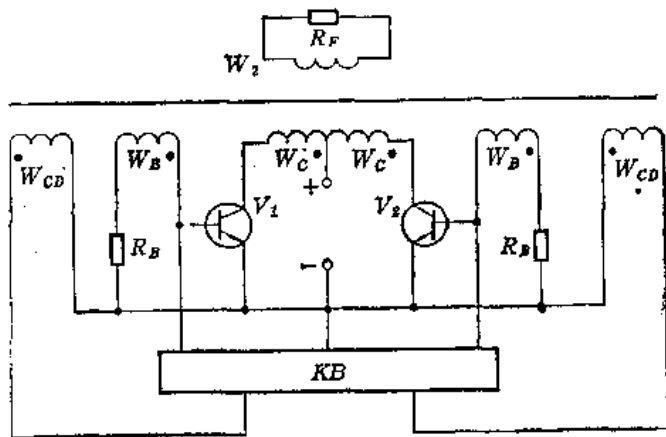 R_F
W_2
W_CD
W_B
W_C
W_C
W_B
W_CD
+
V_1
V_2
R_B
R_B
−
KB